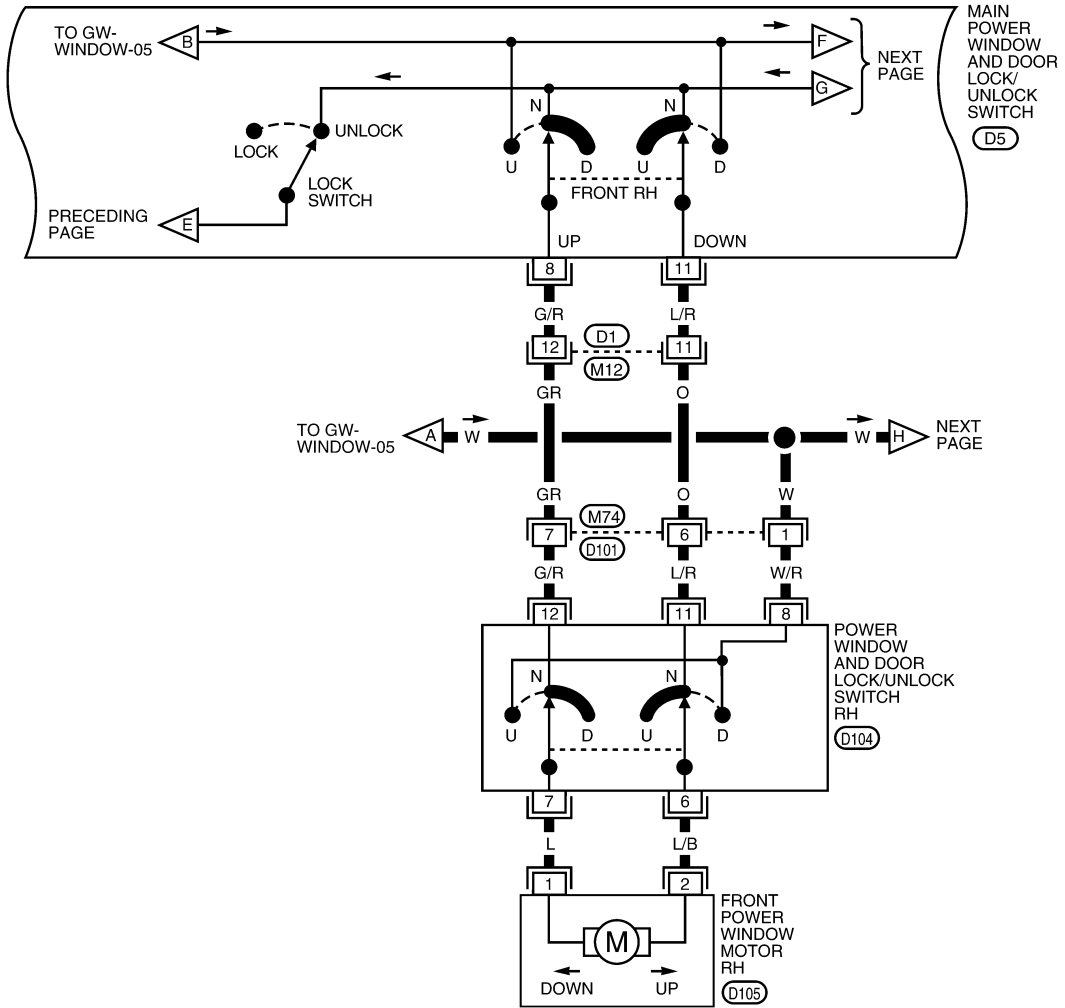 TO GW-
WINDOW-05
B
F
G
NEXT
PAGE
MAIN
POWER
WINDOW
AND DOOR
LOCK/
UNLOCK
SWITCH
D5
N
N
UNLOCK
LOCK
U
D
U
D
LOCK
SWITCH
FRONT RH
PRECEDING
PAGE
E
UP
DOWN
8
11
G/R
L/R
12
D1
M12
11
GR
O
TO GW-
WINDOW-05
A
W
W
H
NEXT
PAGE
GR
O
W
7
M74
D101
6
1
G/R
L/R
W/R
12
11
8
POWER
WINDOW
AND DOOR
LOCK/UNLOCK
SWITCH
RH
D104
N
N
U
D
U
D
7
6
L
L/B
1
2
FRONT
POWER
WINDOW
MOTOR
RH
D105
M
DOWN
UP